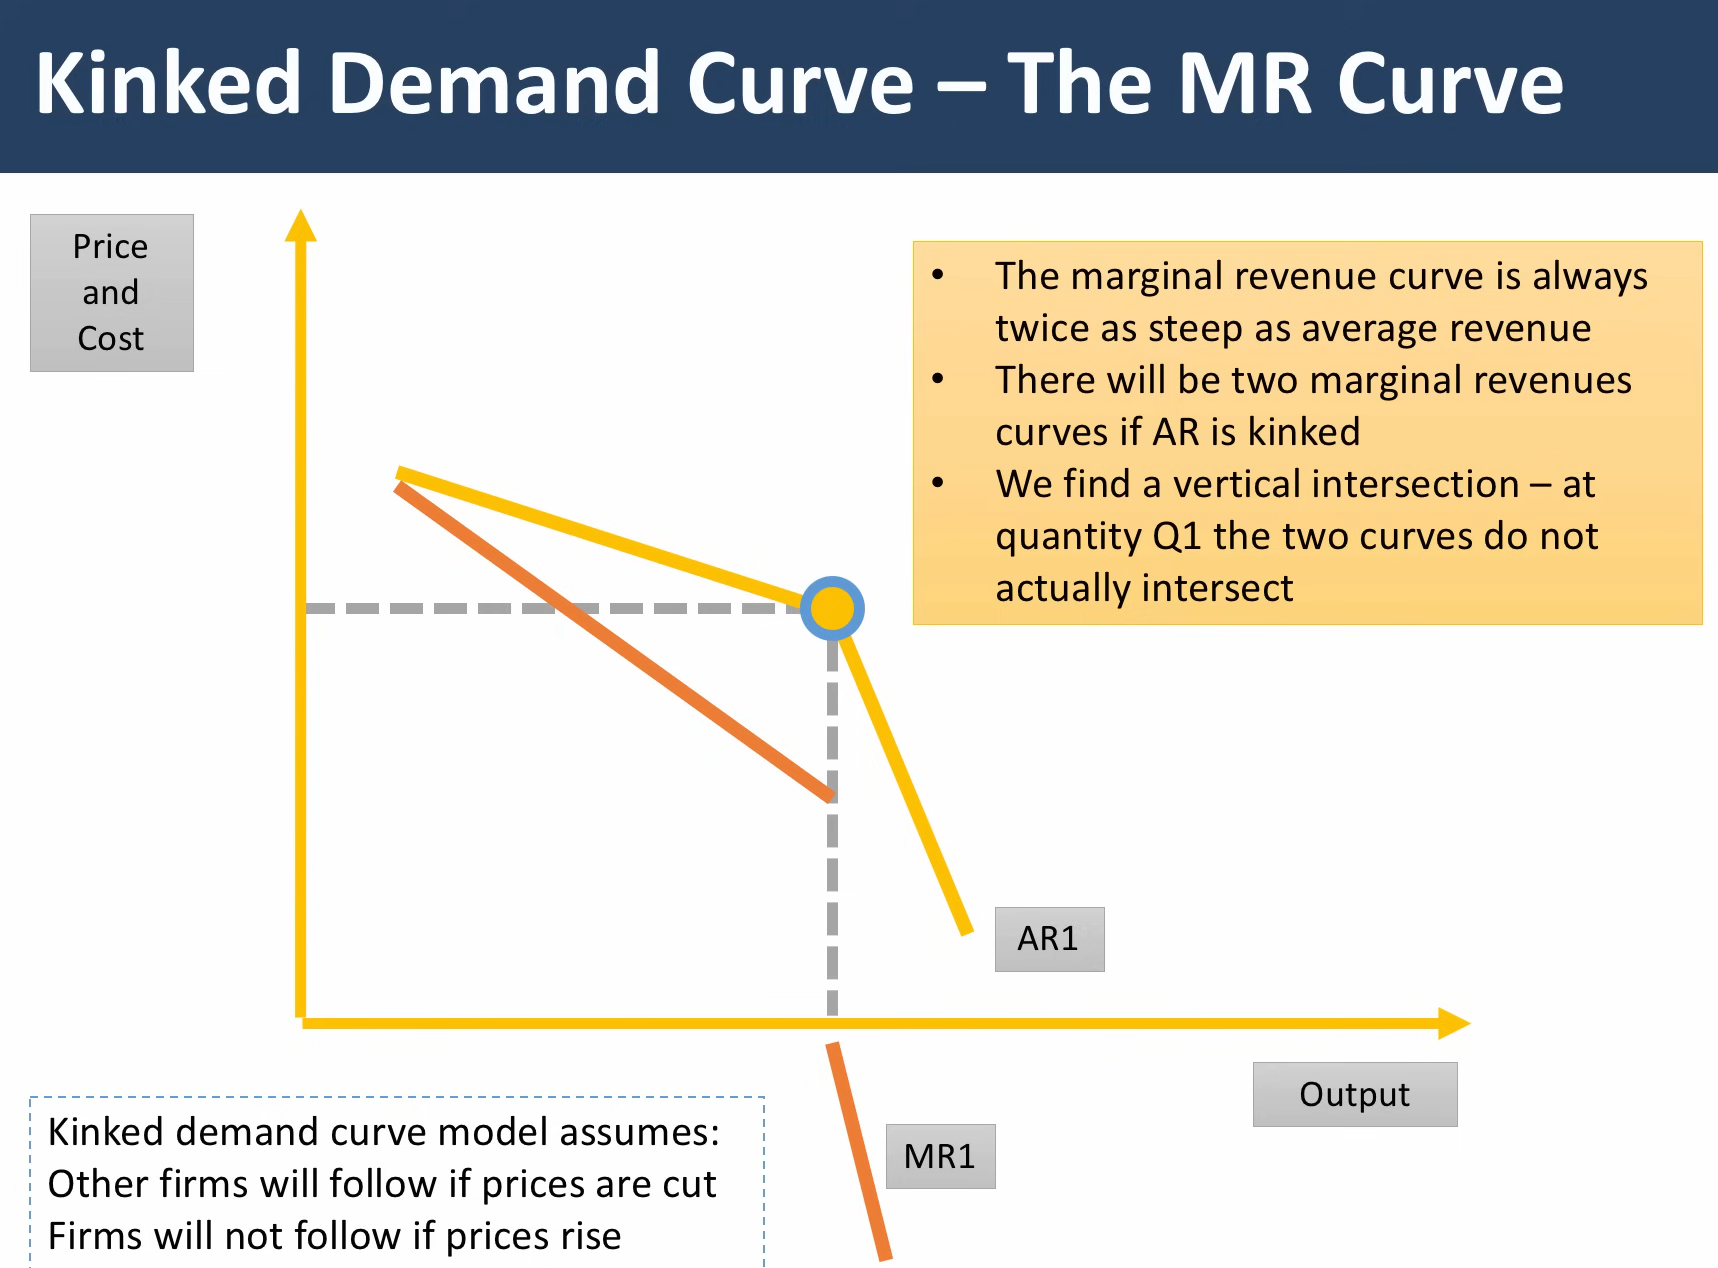 Kinked Demand Curve – The MR Curve
Price
and
Cost
• The marginal revenue curve is always
twice as steep as average revenue
• There will be two marginal revenues
curves if AR is kinked
• We find a vertical intersection – at
quantity Q1 the two curves do not
actually intersect
AR1
Output
MR1
Kinked demand curve model assumes:
Other firms will follow if prices are cut
Firms will not follow if prices rise